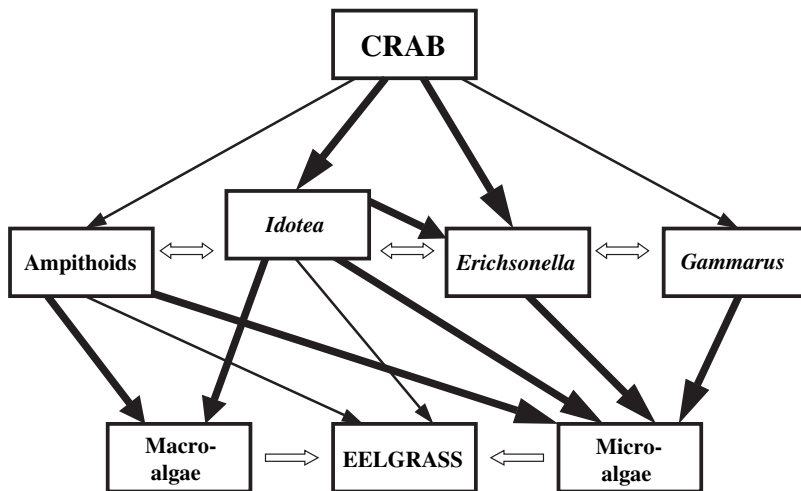 CRAB
Idotea
Ampithoids
Erichsonella
Gammarus
Macro-
algae
EELGRASS
Micro-
algae